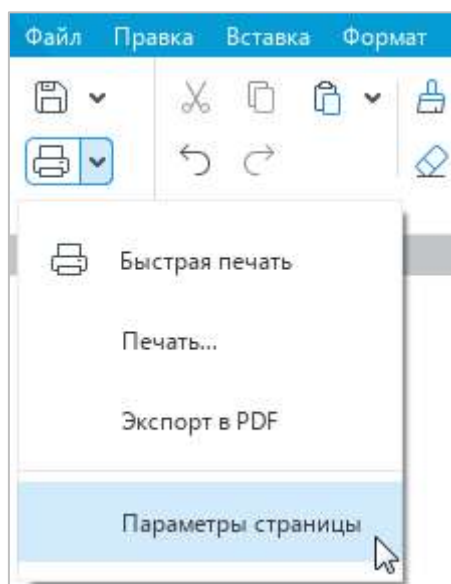 Файл Правка Вставка Формат
Быстрая печать
Печать...
Экспорт в PDF
Параметры страницы